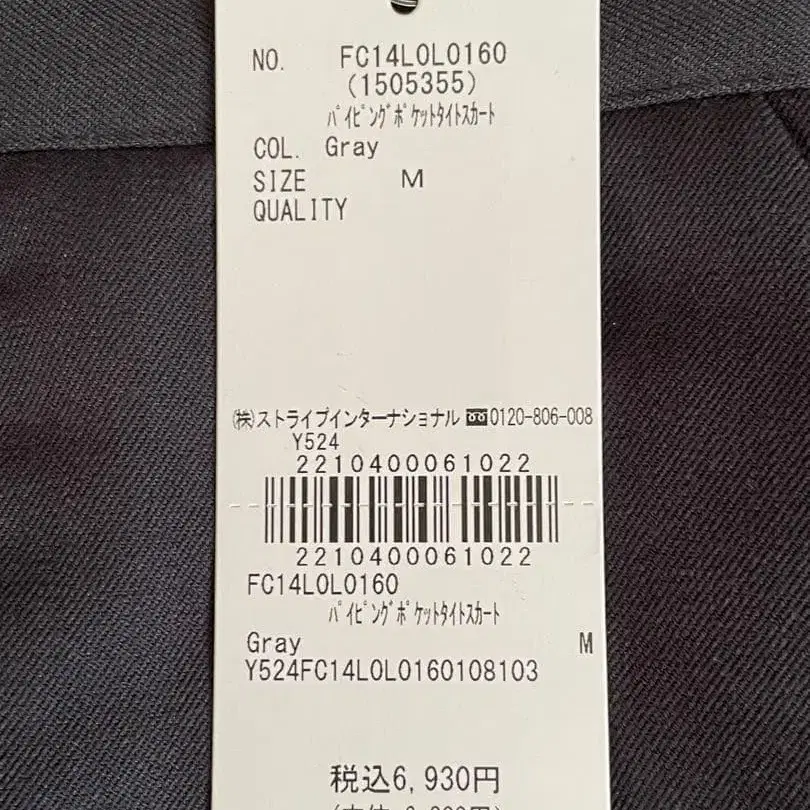 NO. FC14L0L0160
(1505355)
ﾊﾟｲﾋﾟﾝｸﾞﾎﾟｹｯﾄﾀｲﾄｽｶｰﾄ
COL. Gray
SIZE M
QUALITY
㈱ストライプインターナショナル 0120-806-008
Y524
2210400061022
2210400061022
FC14L0L0160
ﾊﾟｲﾋﾟﾝｸﾞﾎﾟｹｯﾄﾀｲﾄｽｶｰﾄ
Gray M
Y524FC14L0L0160108103
税込6,930円